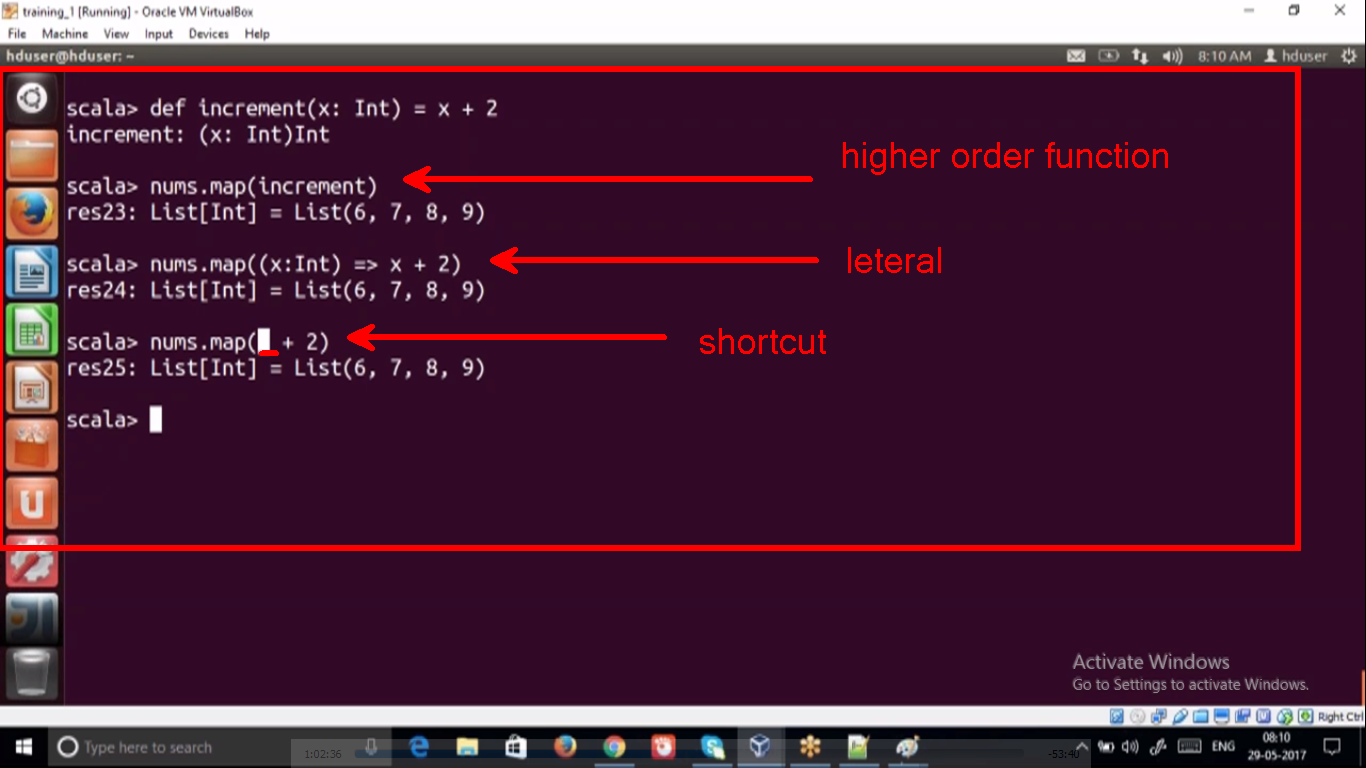 training_1 [Running] - Oracle VM VirtualBox
File Machine View Input Devices Help
hduser@hduser: ~ 8:10 AM hduser
scala> def increment(x: Int) = x + 2
increment: (x: Int)Int
higher order function
scala> nums.map(increment)
res23: List[Int] = List(6, 7, 8, 9)
scala> nums.map((x:Int) => x + 2)
leteral
res24: List[Int] = List(6, 7, 8, 9)
scala> nums.map(_ + 2)
shortcut
res25: List[Int] = List(6, 7, 8, 9)
scala>
Activate Windows
Go to Settings to activate Windows.
Right Ctrl
Type here to search
1:02:36
-53:40
ENG
08:10
29-05-2017